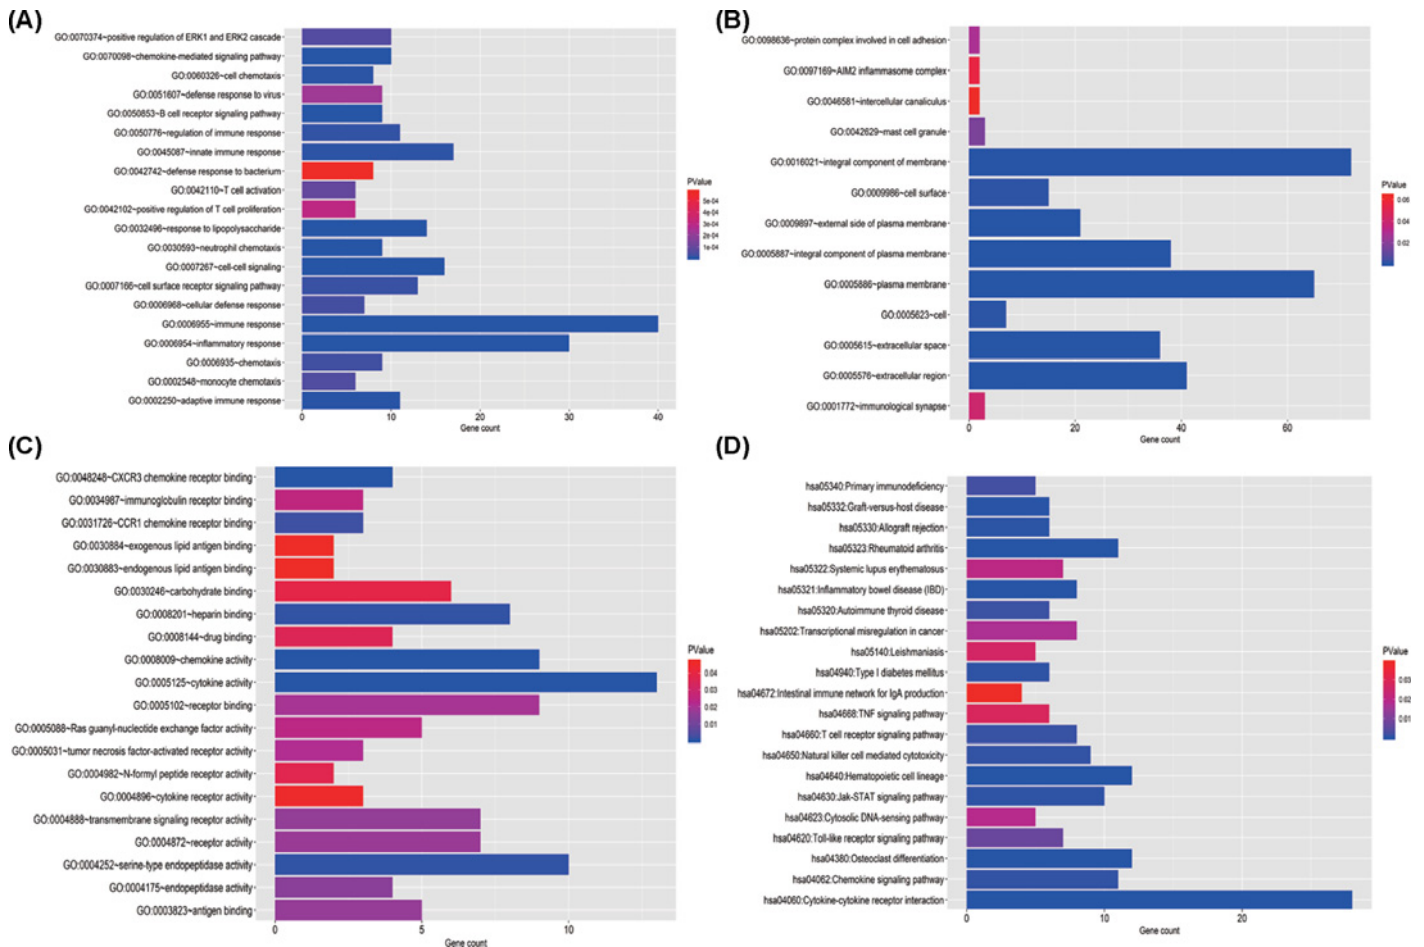 (A)
GO:0070374~positive regulation of ERK1 and ERK2 cascade
GO:0070098~chemokine-mediated signaling pathway
GO:0060326~cell chemotaxis
GO:0051607~defense response to virus
GO:0050853~B cell receptor signaling pathway
GO:0050776~regulation of immune response
GO:0045087~innate immune response
GO:0042742~defense response to bacterium
GO:0042110~T cell activation
GO:0042102~positive regulation of T cell proliferation
GO:0032496~response to lipopolysaccharide
GO:0030593~neutrophil chemotaxis
GO:0007267~cell-cell signaling
GO:0007166~cell surface receptor signaling pathway
GO:0006968~cellular defense response
GO:0006955~immune response
GO:0006954~inflammatory response
GO:0006935~chemotaxis
GO:0002548~monocyte chemotaxis
GO:0002250~adaptive immune response
0 10 20 30 40
Gene count
PValue
5e-04
4e-04
3e-04
2e-04
1e-04
(B)
GO:0098636~protein complex involved in cell adhesion
GO:0097169~AIM2 inflammasome complex
GO:0046581~intercellular canaliculus
GO:0042629~mast cell granule
GO:0016021~integral component of membrane
GO:0009986~cell surface
GO:0009897~external side of plasma membrane
GO:0005887~integral component of plasma membrane
GO:0005886~plasma membrane
GO:0005623~cell
GO:0005615~extracellular space
GO:0005576~extracellular region
GO:0001772~immunological synapse
0 20 40 60
Gene count
PValue
0.06
0.04
0.02
(C)
GO:0048248~CXCR3 chemokine receptor binding
GO:0034987~immunoglobulin receptor binding
GO:0031726~CCR1 chemokine receptor binding
GO:0030884~exogenous lipid antigen binding
GO:0030883~endogenous lipid antigen binding
GO:0030246~carbohydrate binding
GO:0008201~heparin binding
GO:0008144~drug binding
GO:0008009~chemokine activity
GO:0005125~cytokine activity
GO:0005102~receptor binding
GO:0005088~Ras guanyl-nucleotide exchange factor activity
GO:0005031~tumor necrosis factor-activated receptor activity
GO:0004982~N-formyl peptide receptor activity
GO:0004896~cytokine receptor activity
GO:0004888~transmembrane signaling receptor activity
GO:0004872~receptor activity
GO:0004252~serine-type endopeptidase activity
GO:0004175~endopeptidase activity
GO:0003823~antigen binding
0 5 10
Gene count
PValue
0.04
0.03
0.02
0.01
(D)
hsa05340:Primary immunodeficiency
hsa05332:Graft-versus-host disease
hsa05330:Allograft rejection
hsa05323:Rheumatoid arthritis
hsa05322:Systemic lupus erythematosus
hsa05321:Inflammatory bowel disease (IBD)
hsa05320:Autoimmune thyroid disease
hsa05202:Transcriptional misregulation in cancer
hsa05140:Leishmaniasis
hsa04940:Type I diabetes mellitus
hsa04672:Intestinal immune network for IgA production
hsa04668:TNF signaling pathway
hsa04660:T cell receptor signaling pathway
hsa04650:Natural killer cell mediated cytotoxicity
hsa04640:Hematopoietic cell lineage
hsa04630:Jak-STAT signaling pathway
hsa04623:Cytosolic DNA-sensing pathway
hsa04620:Toll-like receptor signaling pathway
hsa04380:Osteoclast differentiation
hsa04062:Chemokine signaling pathway
hsa04060:Cytokine-cytokine receptor interaction
0 10 20
Gene count
PValue
0.03
0.02
0.01